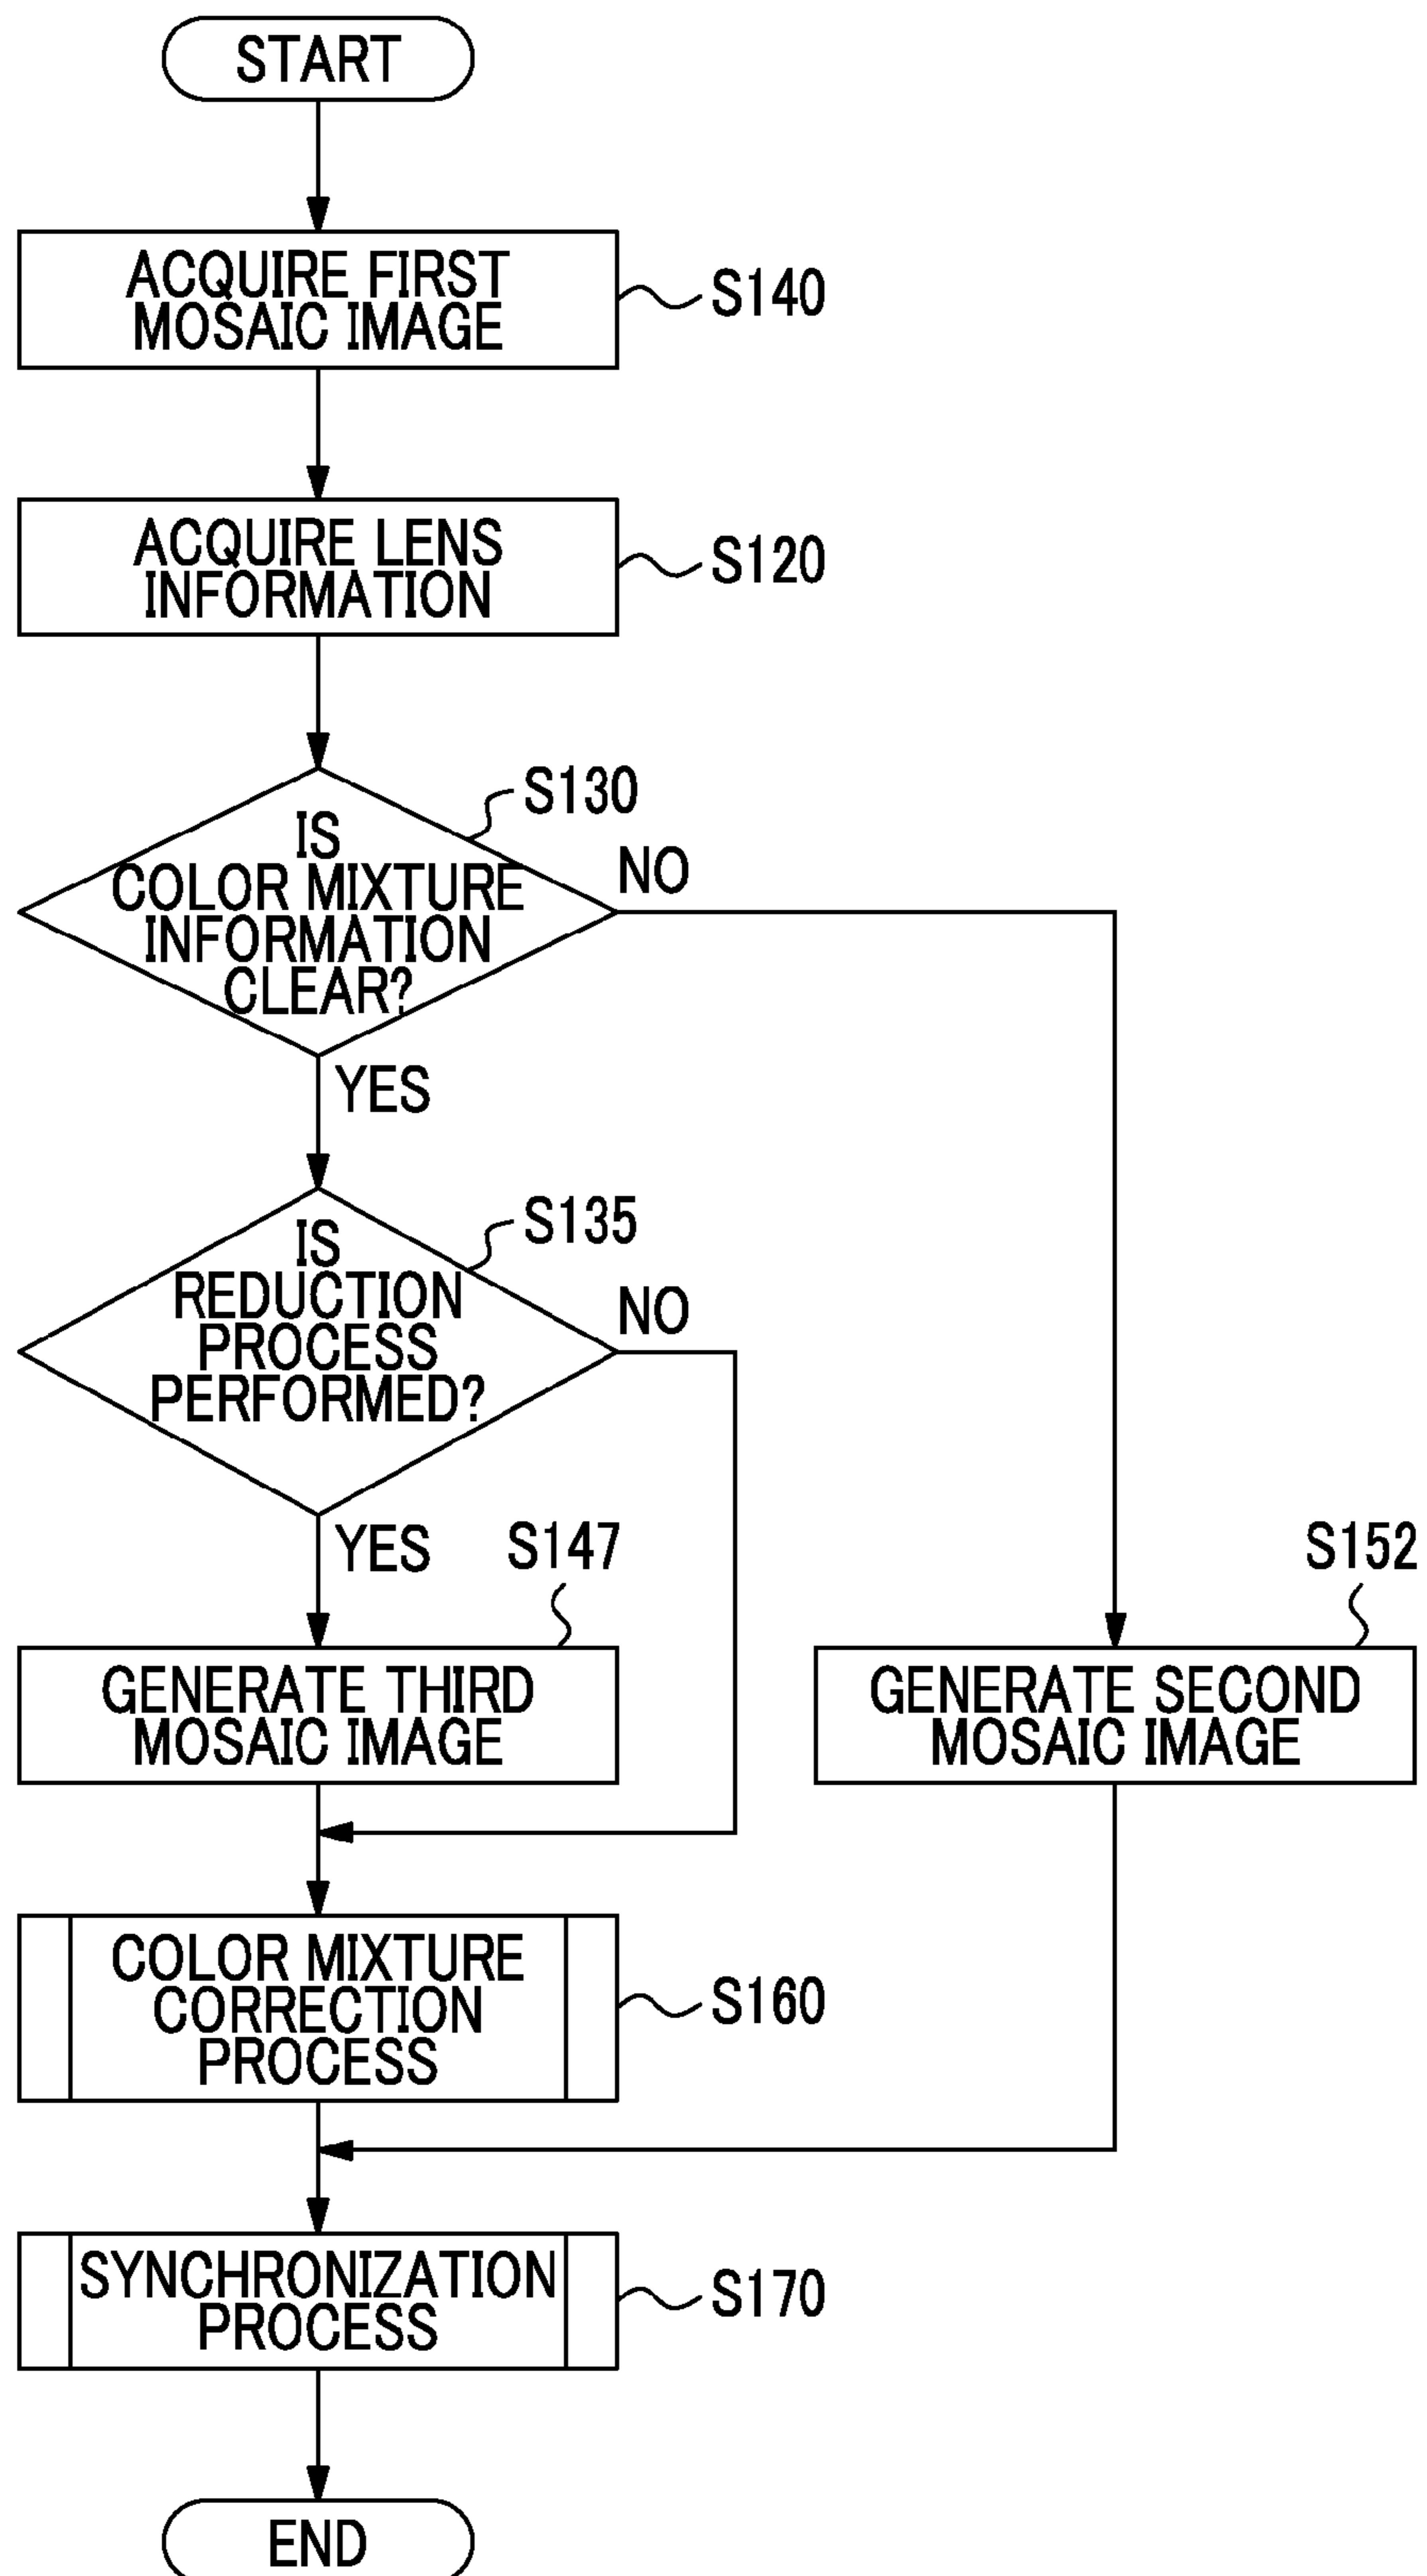 START
ACQUIRE FIRST
MOSAIC IMAGE
S140
ACQUIRE LENS
INFORMATION
S120
S130
IS
COLOR MIXTURE
INFORMATION
CLEAR?
NO
YES
S135
IS
REDUCTION
PROCESS
PERFORMED?
NO
YES
S147
S152
GENERATE THIRD
MOSAIC IMAGE
GENERATE SECOND
MOSAIC IMAGE
COLOR MIXTURE
CORRECTION
PROCESS
S160
SYNCHRONIZATION
PROCESS
S170
END